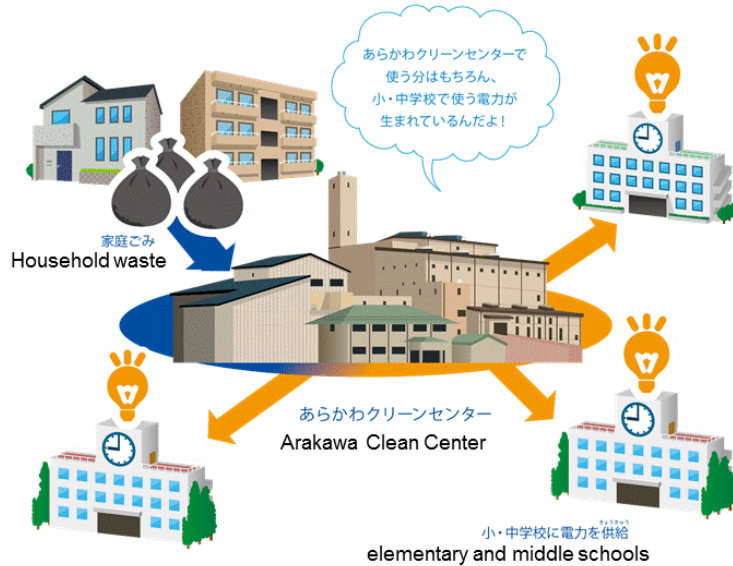 あらかわクリーンセンターで
使う分はもちろん、
小・中学校で使う電力が
生まれているんだよ！
家庭ごみ
Household waste
あらかわクリーンセンター
Arakawa Clean Center
きょうきゅう
小・中学校に電力を供給
elementary and middle schools